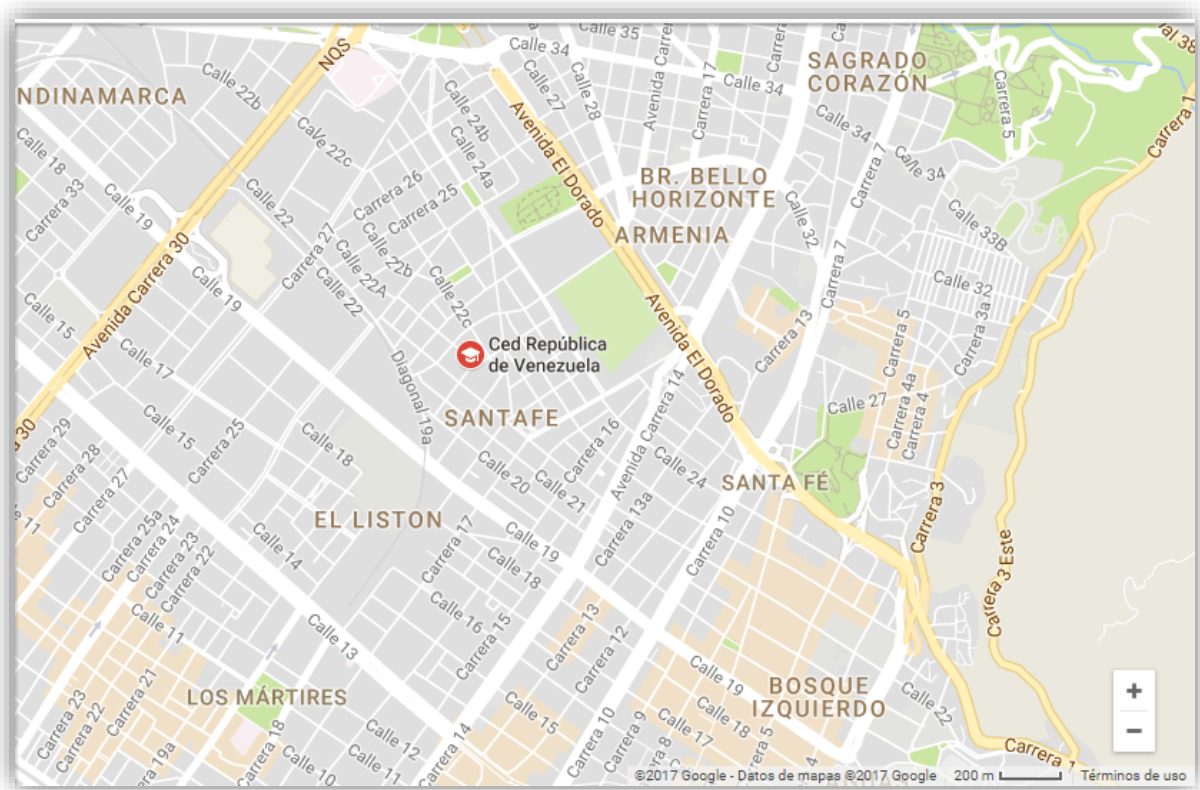 Calle 35
Calle 34
NQS
SAGRADO
CORAZÓN
Calle 22b
Calle 27
Calle 28
Avenida Carrera
Carrera 17
Calle 34
NDINAMARCA
Calle 24b
Avenida El Dorado
Carrera 5
Carrera 1
Calle 34
Calle 22c
Calle 24a
Calle 18
Carrera 7
Calle 34
BR. BELLO
HORIZONTE
Carrera 26
Carrera 25
Calle 22
Carrera 33
Calle 19
Calle 32
Calle 33B
ARMENIA
Carrera 27
Calle 22b
Calle 22A
Calle 22
Calle 22c
Carrera 7
Calle 32
Calle 19
Avenida Carrera 30
Calle 15
Avenida El Dorado
Carrera 13
Carrera 5
Carrera 3a
Ced República
de Venezuela
Calle 17
Diagonal 19a
Carrera 4a
Carrera 4
Calle 27
SANTAFE
Avenida Carrera 14
30
Calle 15
Carrera 25
Calle 18
Carrera 29
Carrera 28
Carrera 27
Carrera 16
Calle 24
Calle 20
Calle 21
SANTA FÉ
Carrera 3
EL LISTON
Carrera 13a
Carrera 10
11
Carrera 25a
Carrera 24
Carrera 23
Carrera 22
Calle 14
Carrera 17
Calle 19
Calle 18
Carrera 3 Este
Calle 16
Calle 11
Calle 13
Carrera 15
Carrera 13
Carrera 12
LOS MÁRTIRES
Calle 19
BOSQUE
IZQUIERDO
Calle 22
Carrera 23
Carrera 22
Carrera 21
Carrera 19a
Carrera 18
Calle 12
Calle 11
Calle 10
Carrera 14
Calle 15
Carrera 10
Carrera 9
Calle 18
Calle 17
Carrera 1
©2017 Google - Datos de mapas ©2017 Google
200 m
Términos de uso